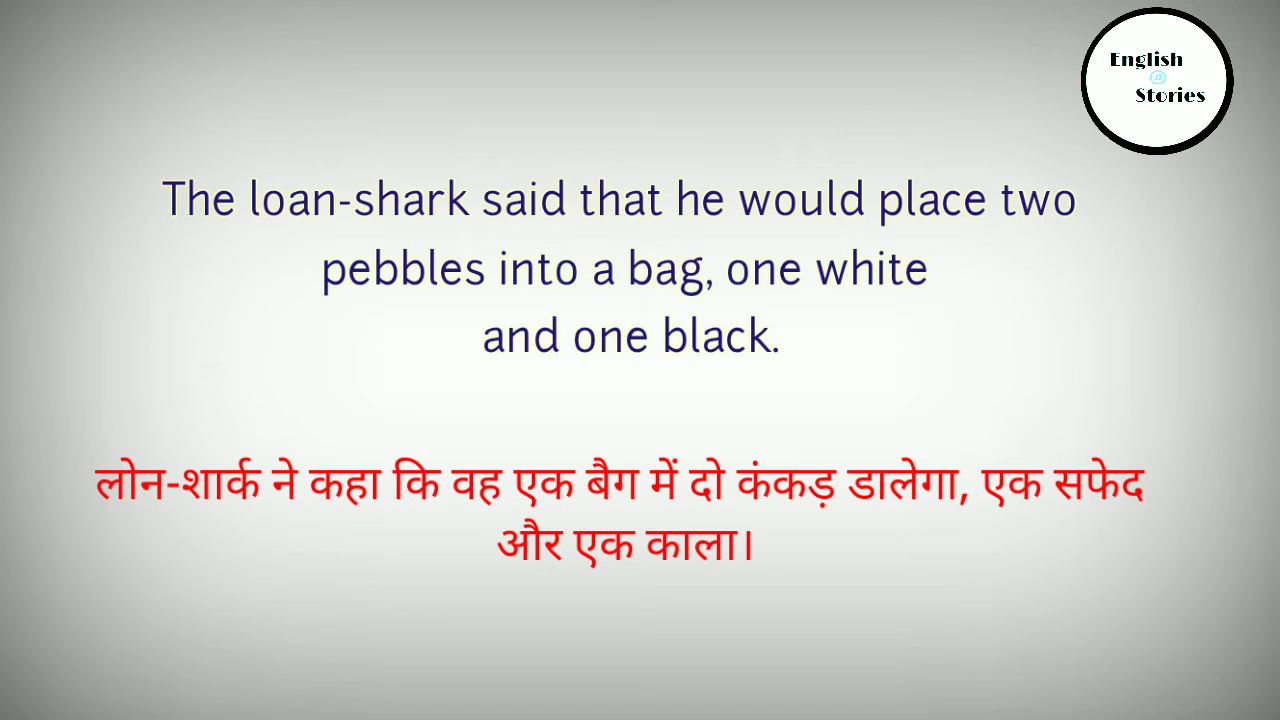 English
Stories
The loan-shark said that he would place two
pebbles into a bag, one white
and one black.
लोन-शार्क ने कहा कि वह एक बैग में दो कंकड़ डालेगा, एक सफेद
और एक काला।